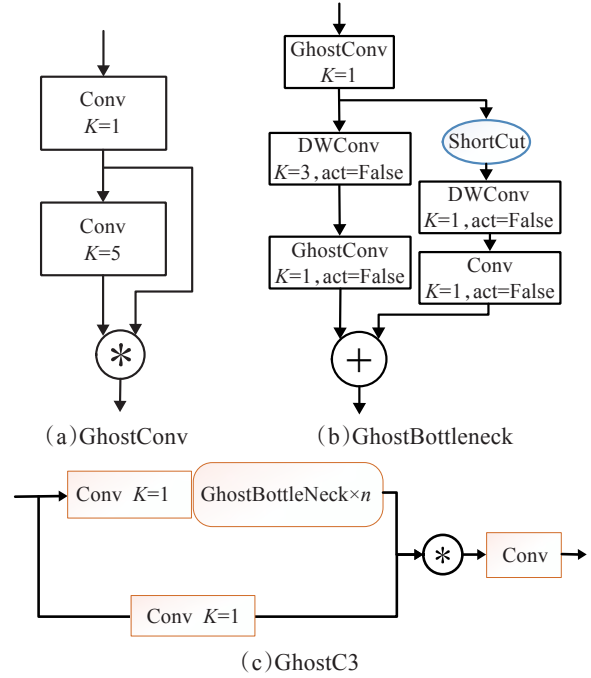 Conv
K=1
Conv
K=5
(a)GhostConv
GhostConv
K=1
DWConv
K=3,act=False
GhostConv
K=1,act=False
ShortCut
DWConv
K=1,act=False
Conv
K=1,act=False
(b)GhostBottleneck
Conv K=1
GhostBottleNeck×n
Conv K=1
Conv
(c)GhostC3